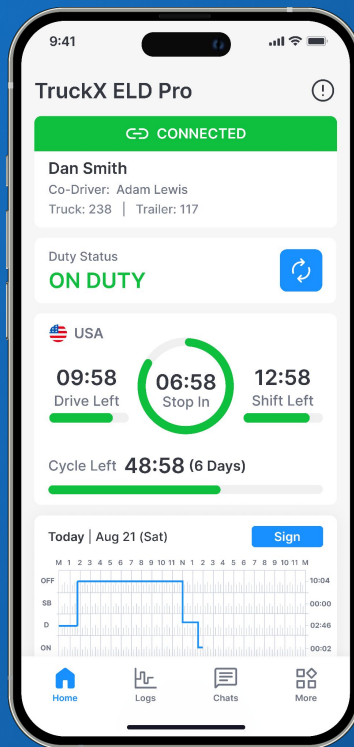 9:41
TruckX ELD Pro
CONNECTED
Dan Smith
Co-Driver: Adam Lewis
Truck: 238 | Trailer: 117
Duty Status
ON DUTY
USA
09:58
Drive Left
06:58
Stop In
12:58
Shift Left
Cycle Left 48:58 (6 Days)
Today | Aug 21 (Sat)
Sign
M 1 2 3 4 5 6 7 8 9 10 11 N 1 2 3 4 5 6 7 8 9 10 11 M
OFF 10:04
SB 00:00
D 02:46
ON 00:02
Home Logs Chats More